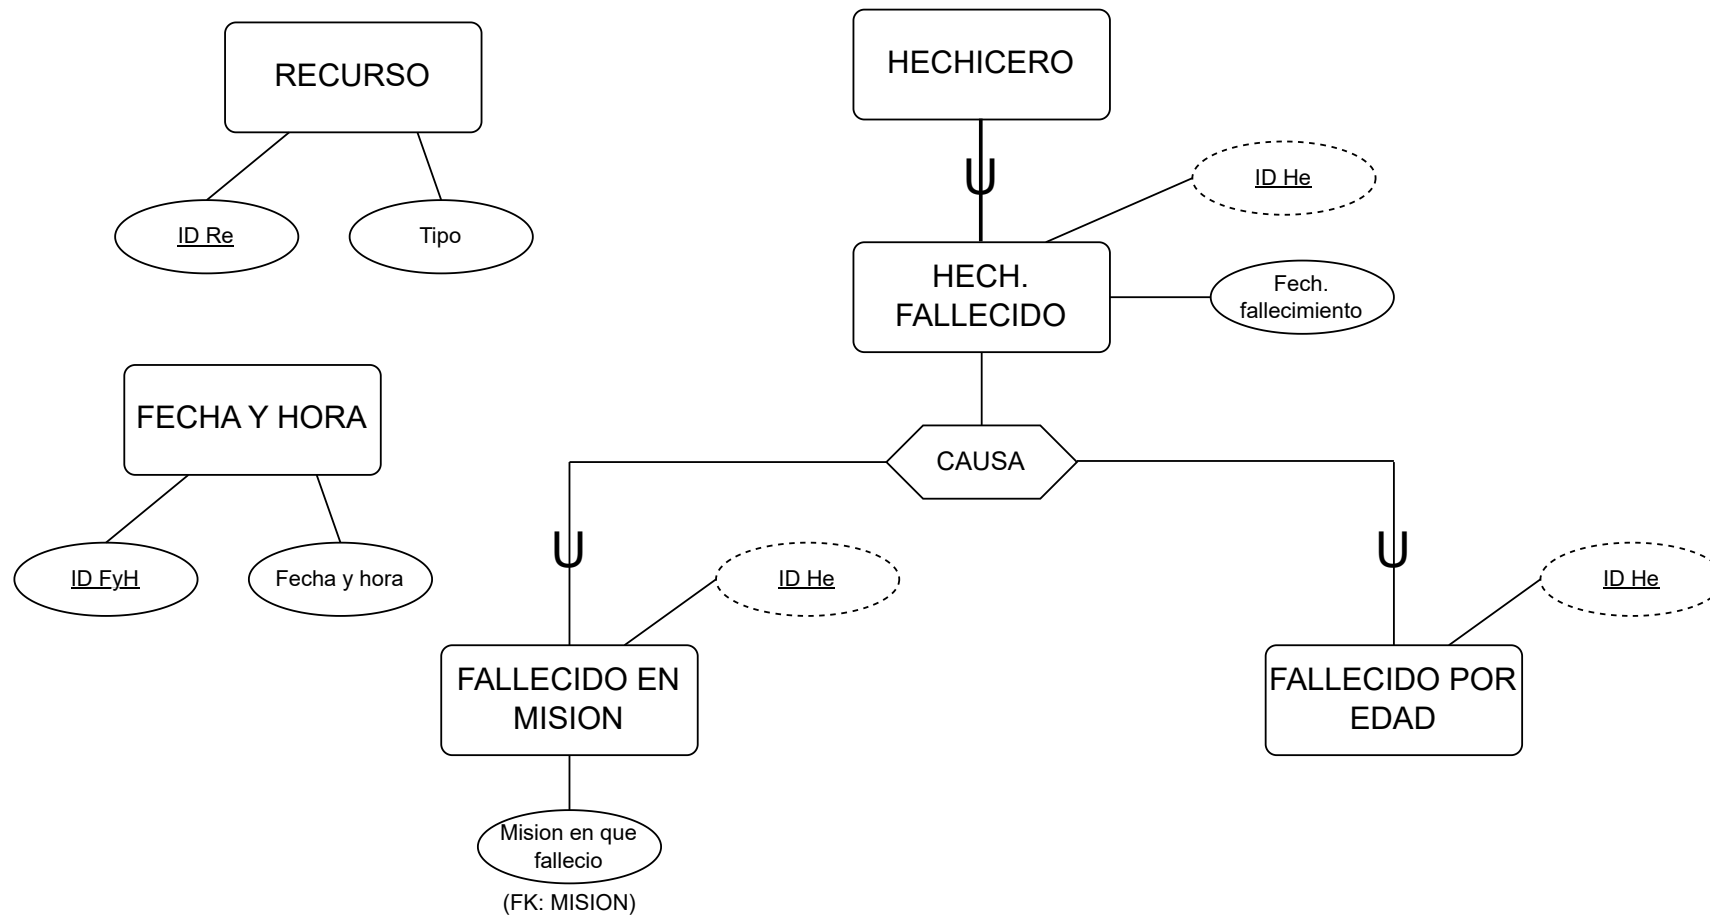 RECURSO
ID Re
Tipo
FECHA Y HORA
ID FyH
Fecha y hora
HECHICERO
ID He
HECH.
FALLECIDO
Fech.
fallecimiento
CAUSA
ID He
FALLECIDO EN
MISION
Mision en que
fallecio
(FK: MISION)
ID He
FALLECIDO POR
EDAD